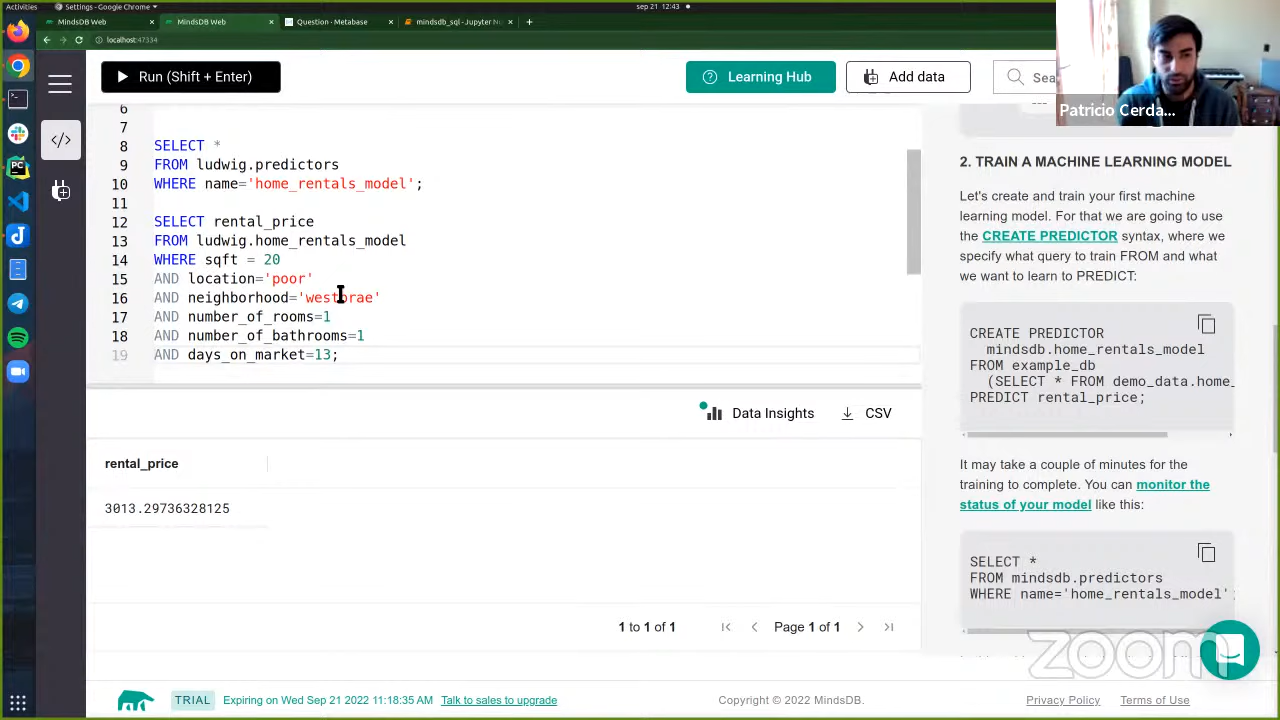 Activities
Settings - Google Chrome
sep 21 12:43
MindsDB Web
MindsDB Web
Question · Metabase
mindsdb_sql - Jupyter No
localhost:47334
Run (Shift + Enter)
Learning Hub
Add data
Sea
Patricio Cerda...
6
7
8 SELECT *
9 FROM ludwig.predictors
10 WHERE name='home_rentals_model';
11
12 SELECT rental_price
13 FROM ludwig.home_rentals_model
14 WHERE sqft = 20
15 AND location='poor'
16 AND neighborhood='westbrae'
17 AND number_of_rooms=1
18 AND number_of_bathrooms=1
19 AND days_on_market=13;
Data Insights
CSV
rental_price
3013.29736328125
1 to 1 of 1
Page 1 of 1
2. TRAIN A MACHINE LEARNING MODEL
Let's create and train your first machine
learning model. For that we are going to use
the CREATE PREDICTOR syntax, where we
specify what query to train FROM and what
we want to learn to PREDICT:
CREATE PREDICTOR
mindsdb.home_rentals_model
FROM example_db
(SELECT * FROM demo_data.home_
PREDICT rental_price;
It may take a couple of minutes for the
training to complete. You can monitor the
status of your model like this:
SELECT *
FROM mindsdb.predictors
WHERE name='home_rentals_model';
zoom
TRIAL
Expiring on Wed Sep 21 2022 11:18:35 AM
Talk to sales to upgrade
Copyright © 2022 MindsDB.
Privacy Policy
Terms of Use